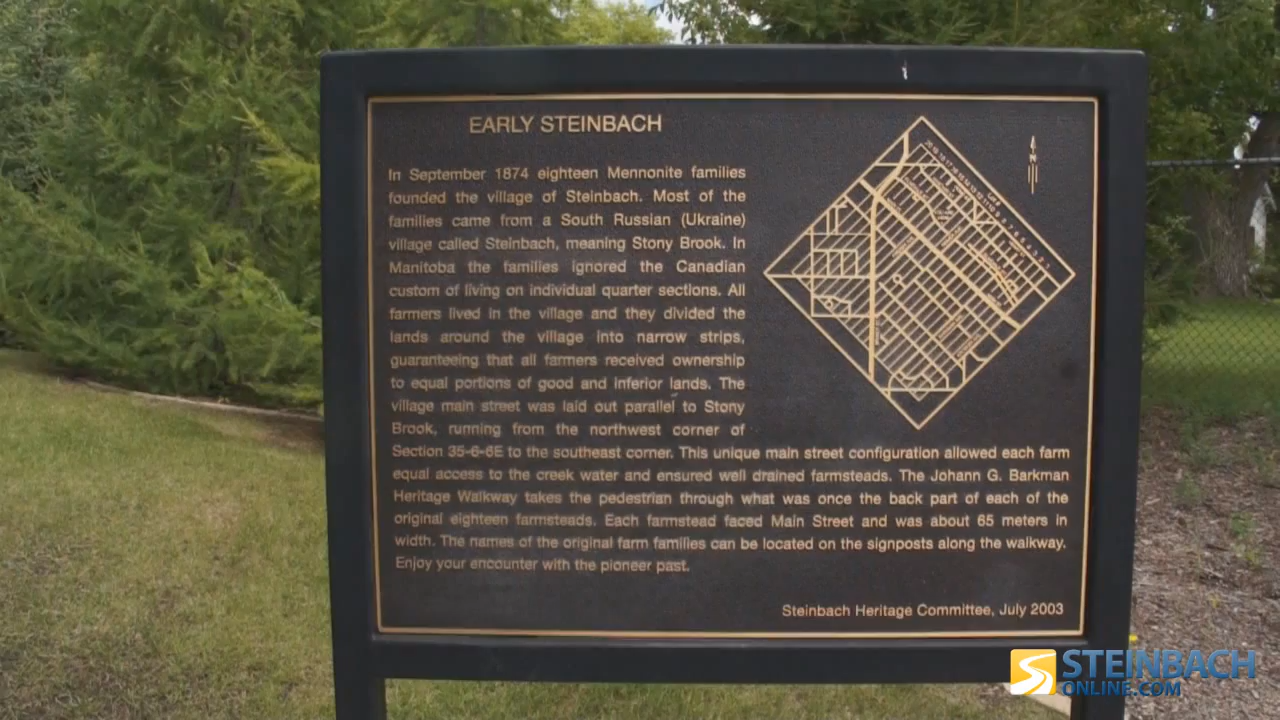 EARLY STEINBACH
In September 1874 eighteen Mennonite families
founded the village of Steinbach. Most of the
families came from a South Russian (Ukraine)
village called Steinbach, meaning Stony Brook. In
Manitoba the families ignored the Canadian
custom of living on individual quarter sections. All
farmers lived in the village and they divided the
lands around the village into narrow strips,
guaranteeing that all farmers received ownership
to equal portions of good and inferior lands. The
village main street was laid out parallel to Stony
Brook, running from the northwest corner of
Section 35-6-6E to the southeast corner. This unique main street configuration allowed each farm
equal access to the creek water and ensured well drained farmsteads. The Johann G. Barkman
Heritage Walkway takes the pedestrian through what was once the back part of each of the
original eighteen farmsteads. Each farmstead faced Main Street and was about 65 meters in
width. The names of the original farm families can be located on the signposts along the walkway.
Enjoy your encounter with the pioneer past.
Steinbach Heritage Committee, July 2003
N
STEINBACH
ONLINE.COM